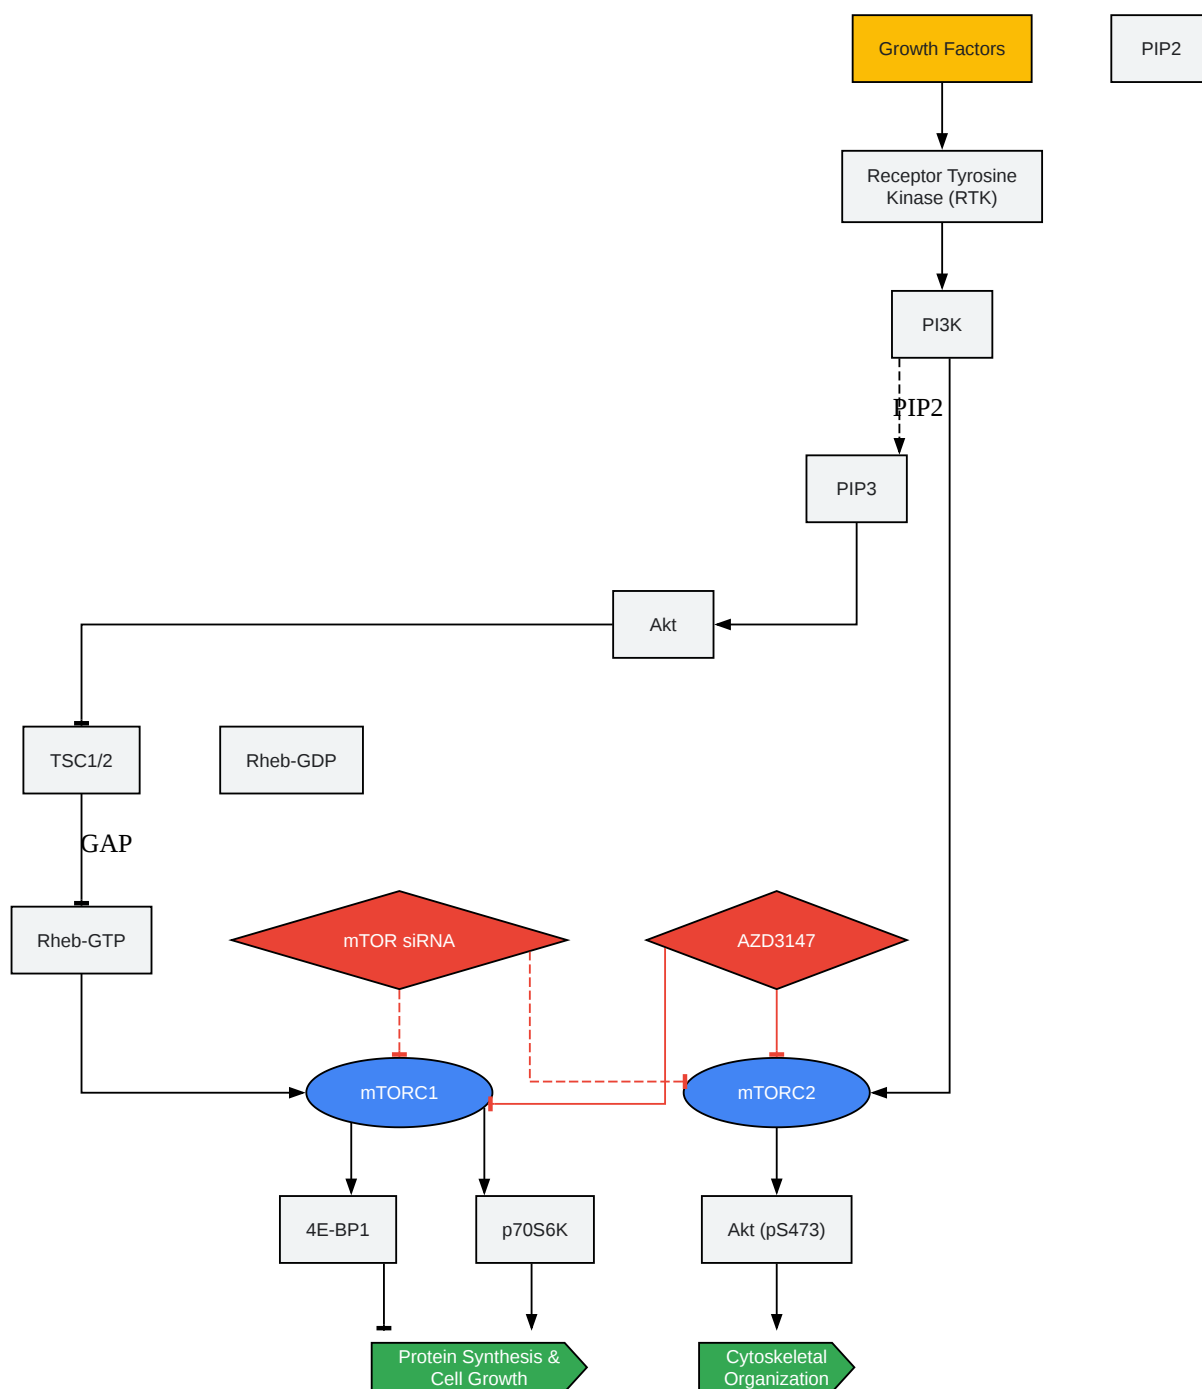 Growth Factors
PIP2
Receptor Tyrosine
Kinase (RTK)
PI3K
PIP2
PIP3
Akt
TSC1/2
Rheb-GDP
GAP
Rheb-GTP
mTOR siRNA
AZD3147
mTORC1
mTORC2
4E-BP1
p70S6K
Akt (pS473)
Protein Synthesis &
Cell Growth
Cytoskeletal
Organization